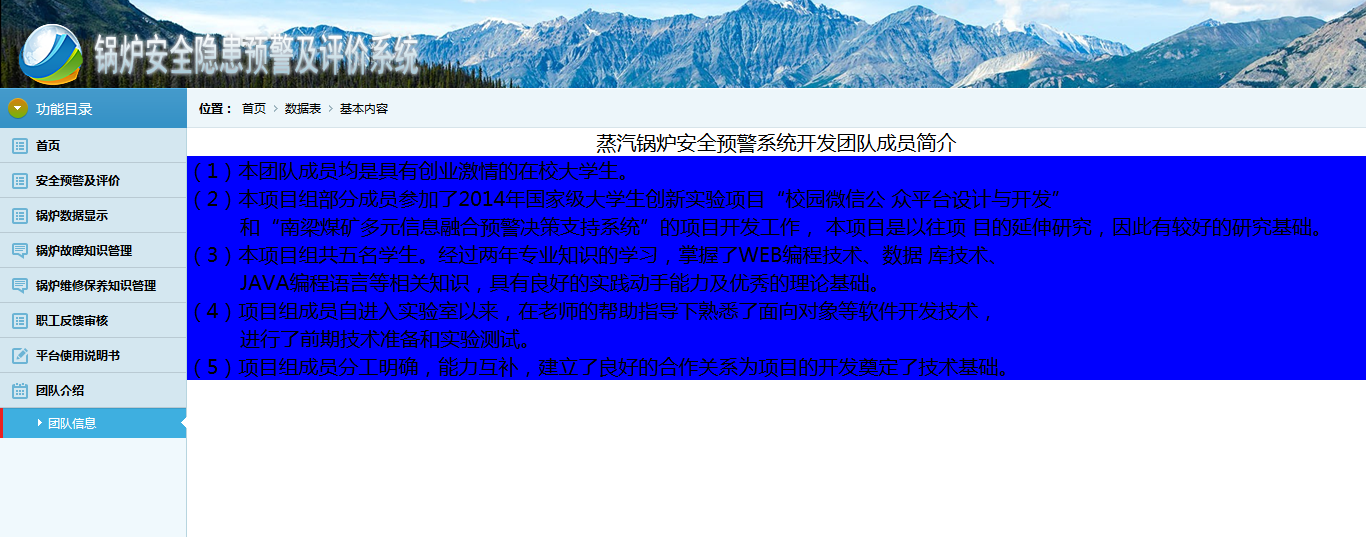 锅炉安全隐患预警及评价系统
功能目录
位置： 首页 > 数据表 > 基本内容
首页
安全预警及评价
锅炉数据显示
锅炉故障知识管理
锅炉维修保养知识管理
职工反馈审核
平台使用说明书
团队介绍
团队信息
蒸汽锅炉安全预警系统开发团队成员简介
（1）本团队成员均是具有创业激情的在校大学生。
（2）本项目组部分成员参加了2014年国家级大学生创新实验项目“校园微信公 众平台设计与开发”
和“南梁煤矿多元信息融合预警决策支持系统”的项目开发工作， 本项目是以往项 目的延伸研究，因此有较好的研究基础。
（3）本项目组共五名学生。经过两年专业知识的学习，掌握了WEB编程技术、数据 库技术、
JAVA编程语言等相关知识，具有良好的实践动手能力及优秀的理论基础。
（4）项目组成员自进入实验室以来，在老师的帮助指导下熟悉了面向对象等软件开发技术，
进行了前期技术准备和实验测试。
（5）项目组成员分工明确，能力互补，建立了良好的合作关系为项目的开发奠定了技术基础。